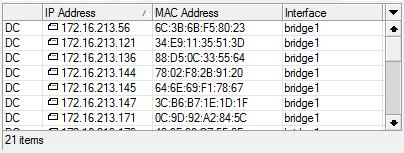 IP Address MAC Address Interface
DC 172.16.213.56 6C:3B:6B:F5:80:23 bridge1
DC 172.16.213.121 34:E9:11:35:51:3D bridge1
DC 172.16.213.136 88:D5:0C:33:55:64 bridge1
DC 172.16.213.144 78:02:F8:2B:91:20 bridge1
DC 172.16.213.145 64:6E:69:F1:78:67 bridge1
DC 172.16.213.147 3C:B6:B7:1E:1D:1F bridge1
DC 172.16.213.171 0C:9D:92:A2:84:5C bridge1
21 items